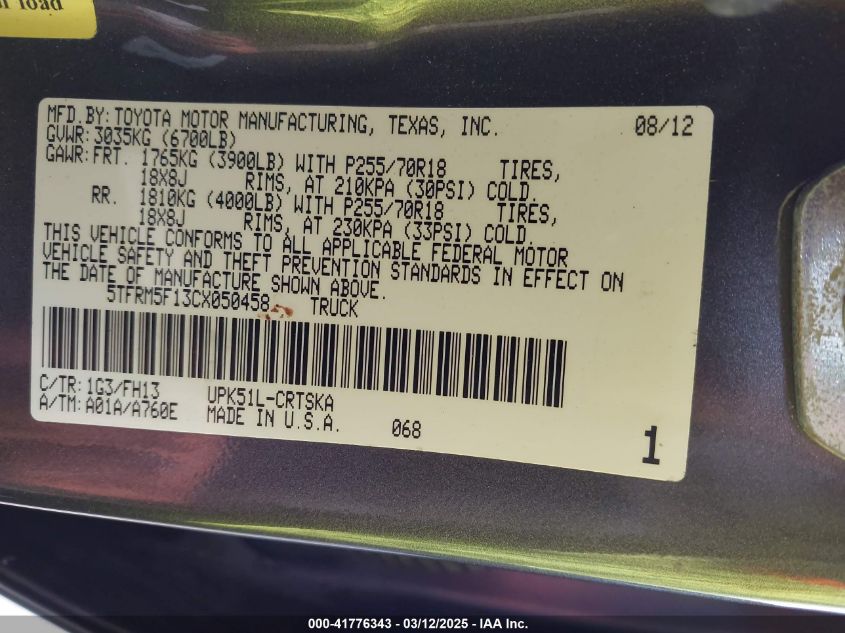 load
MFD.BY: TOYOTA MOTOR MANUFACTURING, TEXAS, INC. 08/12
GVWR: 3035KG (6700LB)
GAWR: FRT. 1765KG (3900LB) WITH P255/70R18 TIRES,
18X8J RIMS, AT 210KPA (30PSI) COLD.
RR. 1810KG (4000LB) WITH P255/70R18 TIRES,
18X8J RIMS, AT 230KPA (33PSI) COLD.
THIS VEHICLE CONFORMS TO ALL APPLICABLE FEDERAL MOTOR
VEHICLE SAFETY AND THEFT PREVENTION STANDARDS IN EFFECT ON
THE DATE OF MANUFACTURE SHOWN ABOVE.
5TFRM5F13CX050458 TRUCK
C/TR: 1G3/FH13 UPK51L-CRTSKA
A/TM: A01A/A760E MADE IN U.S.A. 068 1
000-41776343 - 03/12/2025 - IAA Inc.